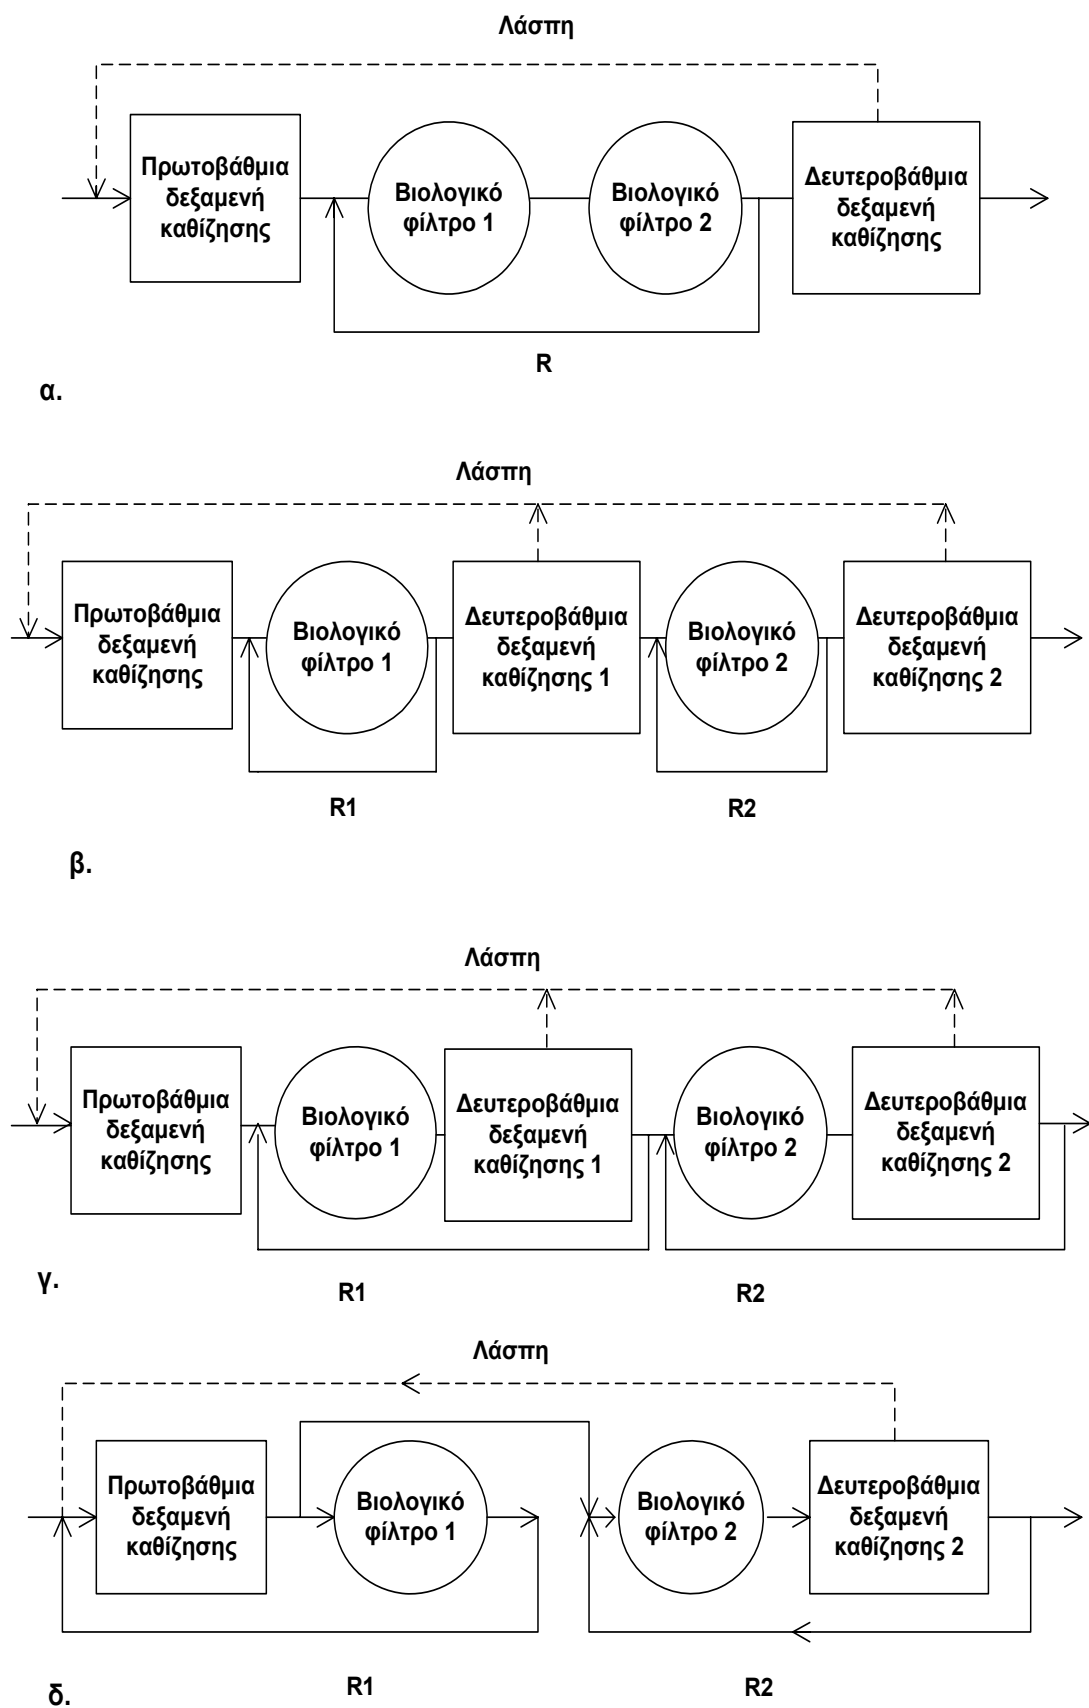 Λάσπη
Πρωτοβάθμια
δεξαμενή
καθίζησης
Βιολογικό
φίλτρο 1
Βιολογικό
φίλτρο 2
Δευτεροβάθμια
δεξαμενή
καθίζησης
R
α.
Λάσπη
Πρωτοβάθμια
δεξαμενή
καθίζησης
Βιολογικό
φίλτρο 1
Δευτεροβάθμια
δεξαμενή
καθίζησης 1
Βιολογικό
φίλτρο 2
Δευτεροβάθμια
δεξαμενή
καθίζησης 2
R1
R2
β.
Λάσπη
Πρωτοβάθμια
δεξαμενή
καθίζησης
Βιολογικό
φίλτρο 1
Δευτεροβάθμια
δεξαμενή
καθίζησης 1
Βιολογικό
φίλτρο 2
Δευτεροβάθμια
δεξαμενή
καθίζησης 2
R1
R2
γ.
Λάσπη
Πρωτοβάθμια
δεξαμενή
καθίζησης
Βιολογικό
φίλτρο 1
Βιολογικό
φίλτρο 2
Δευτεροβάθμια
δεξαμενή
καθίζησης 2
R1
R2
δ.